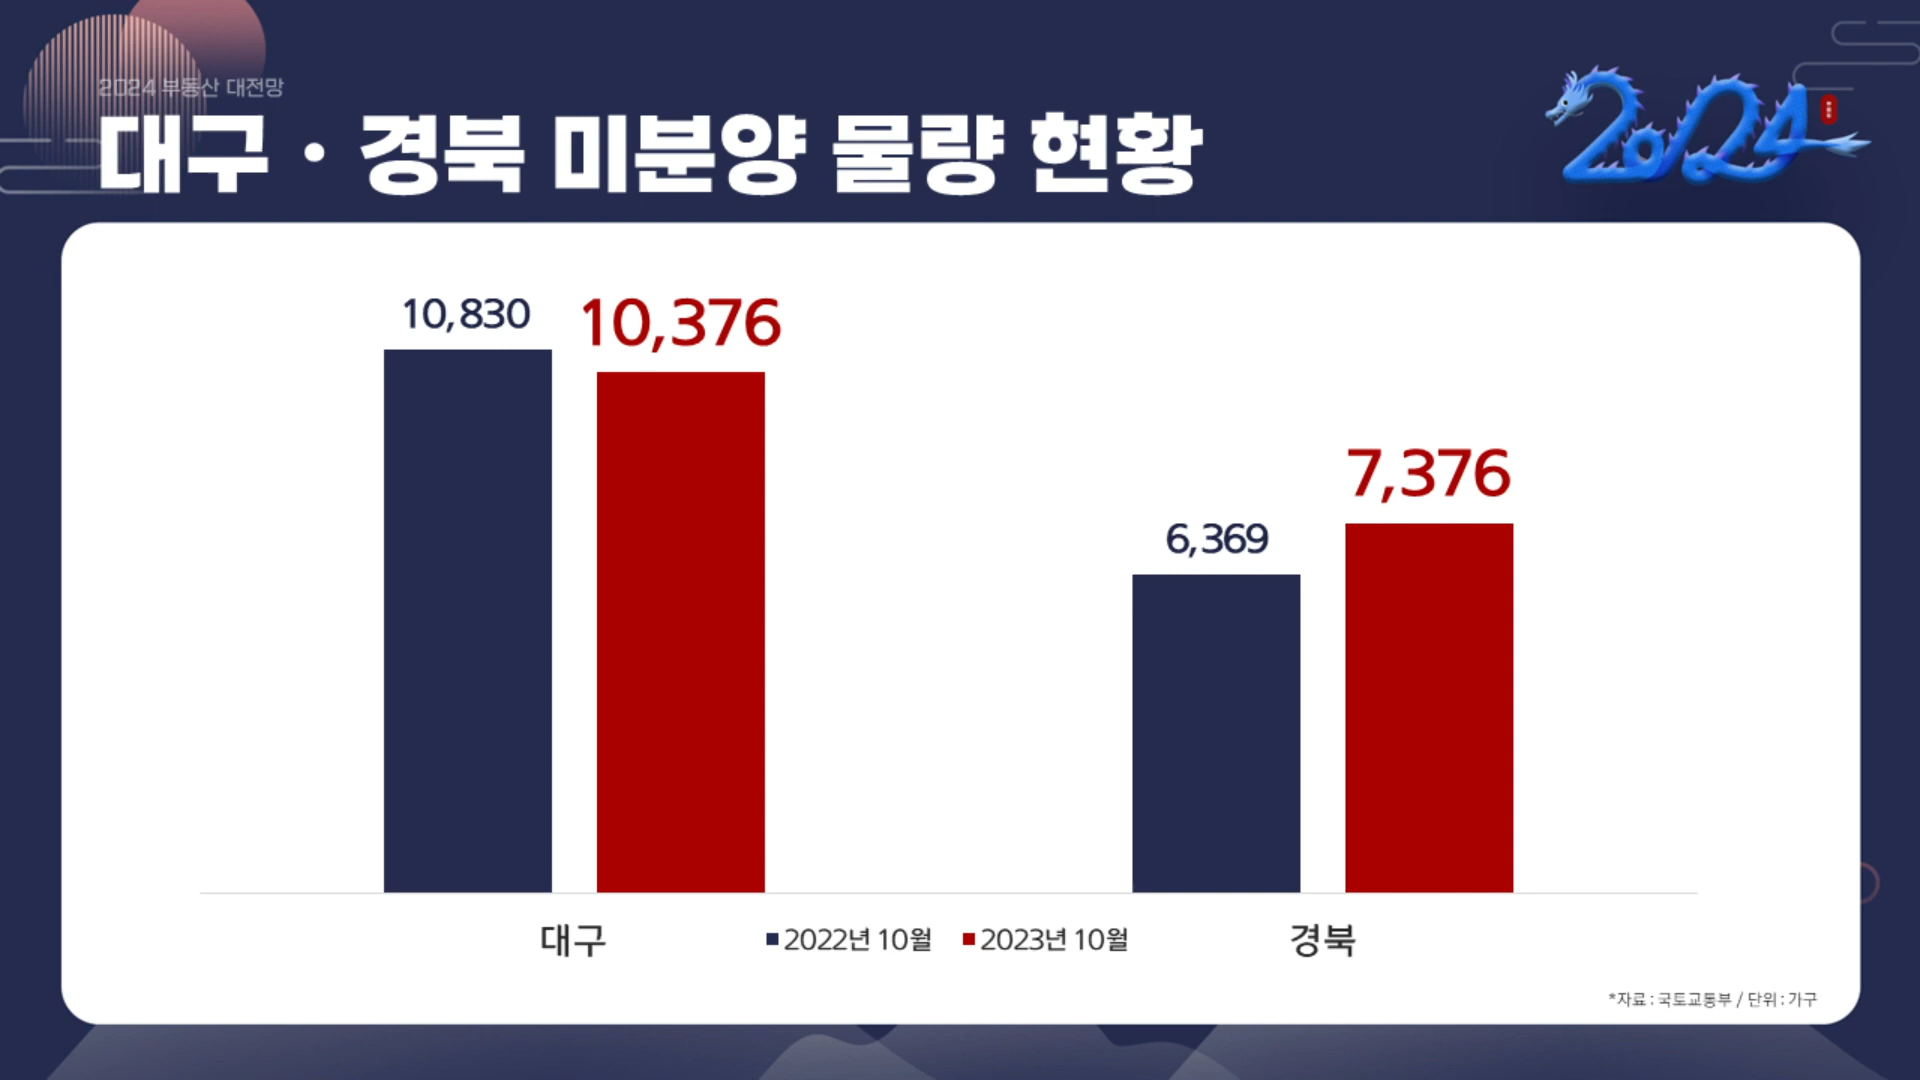 2024 부동산 대전망
대구 · 경북 미분양 물량 현황
2024
10,830
10,376
6,369
7,376
대구
경북
2022년 10월
2023년 10월
*자료 : 국토교통부 / 단위 : 가구